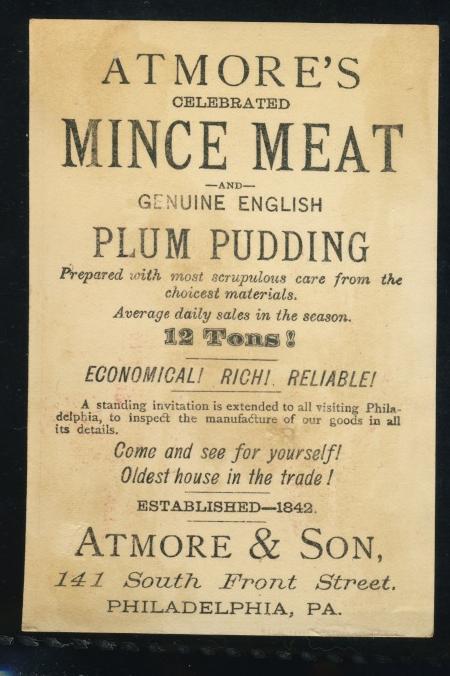 ATMORE'S
CELEBRATED
MINCE MEAT
—AND—
GENUINE ENGLISH
PLUM PUDDING
Prepared with most scrupulous care from the
choicest materials.
Average daily sales in the season.
12 Tons!
ECONOMICAL! RICH! RELIABLE!
A standing invitation is extended to all visiting Phila-
delphia, to inspect the manufacture of our goods in all
its details.
Come and see for yourself!
Oldest house in the trade!
ESTABLISHED—1842.
ATMORE & SON,
141 South Front Street.
PHILADELPHIA, PA.